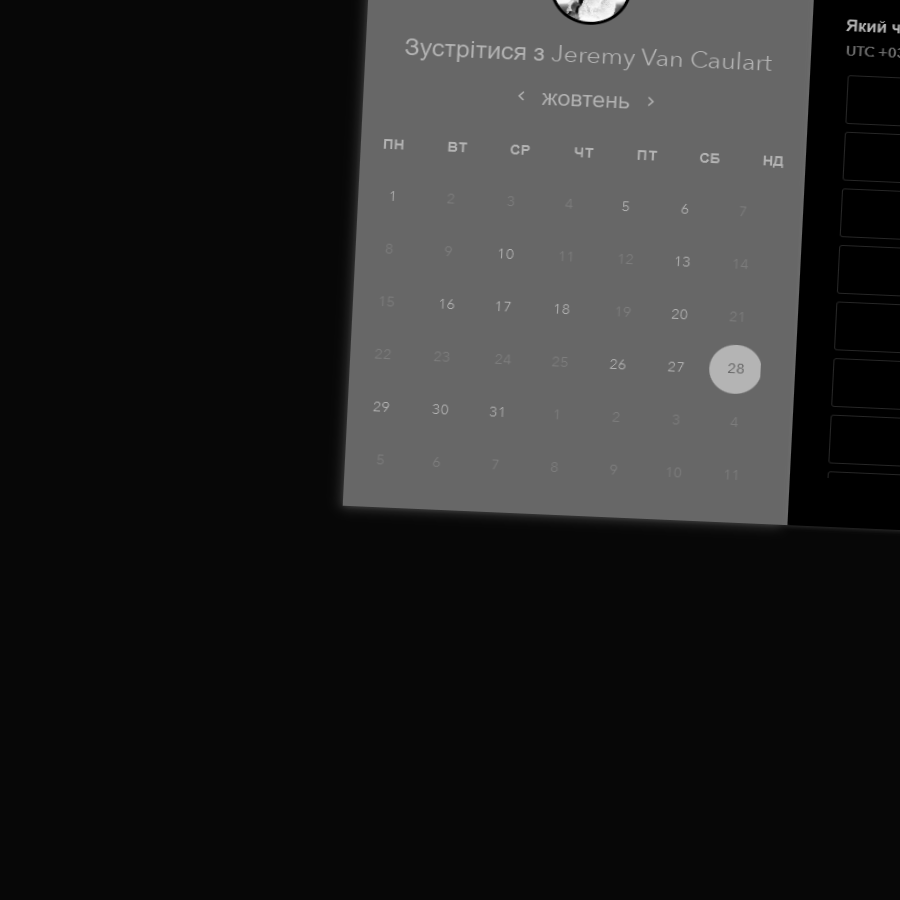 Зустрітися з Jeremy Van Caulart
< жовтень >
ПН ВТ СР ЧТ ПТ СБ НД
1 2 3 4 5 6 7
8 9 10 11 12 13 14
15 16 17 18 19 20 21
22 23 24 25 26 27 28
29 30 31 1 2 3 4
5 6 7 8 9 10 11
Який
UTC